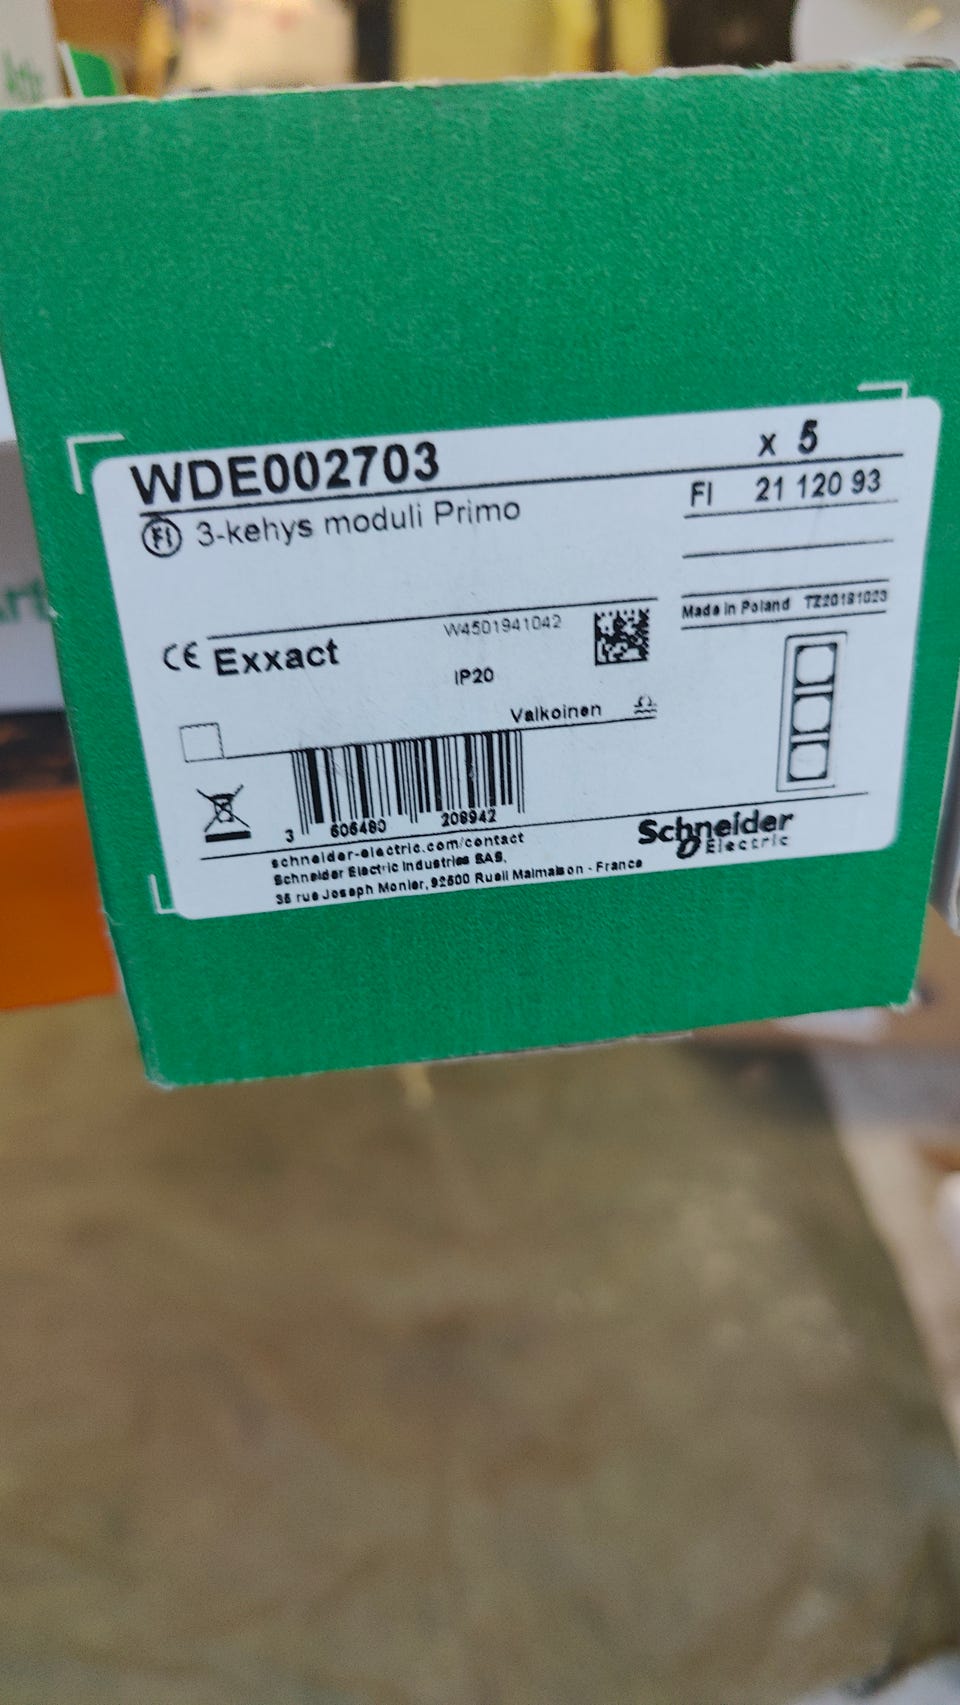 WDE002703
x 5
FI 3-kehys moduli Primo
FI 21 120 93
Made in Poland TZ20181023
W4501941042
CE Exxact
IP20
Valkoinen
3 606480 208942
schneider-electric.com/contact
Schneider Electric Industries SAS,
35 rue Joseph Monier, 92500 Rueil Malmaison - France
Schneider
Electric